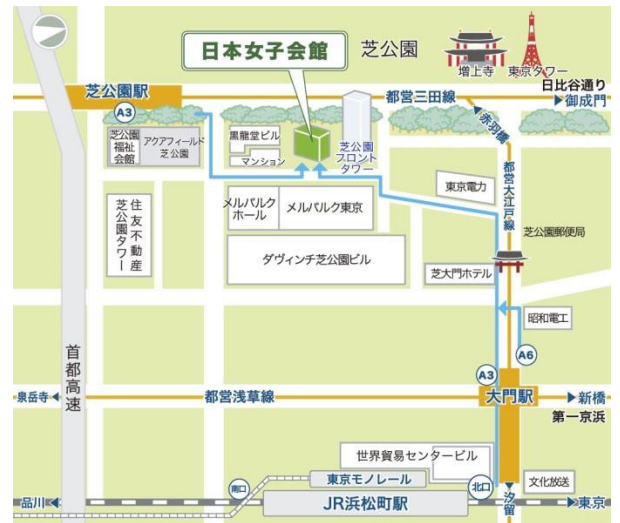 日本女子会館
芝公園
増上寺
東京タワー
日比谷通り
芝公園駅
都営三田線
御成門
A3
赤羽橋
芝公園
福祉
会館
アクアフィールド
芝公園
黒龍堂ビル
マンション
芝公園
フロント
タワー
都営大江戸線
東京電力
住友不動産
芝公園タワー
メルパルク
ホール
メルパルク東京
芝公園郵便局
ダヴィンチ芝公園ビル
芝大門ホテル
昭和電工
首都高速
A6
A3
泉岳寺
都営浅草線
大門駅
新橋
第一京浜
世界貿易センタービル
東京モノレール
南口
北口
文化放送
品川
JR浜松町駅
汐留
東京